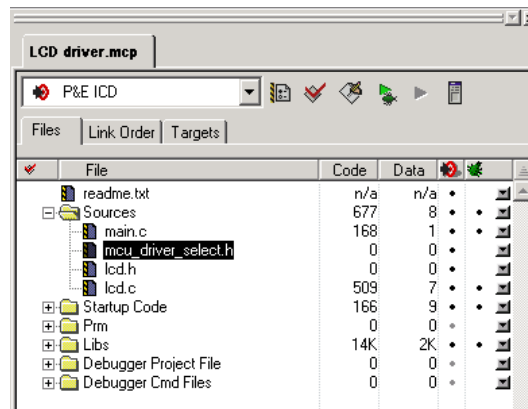 LCD driver.mcp
P&E ICD
Files Link Order Targets
File Code Data
readme.txt n/a n/a
Sources 677 8
main.c 168 1
mcu_driver_select.h 0 0
lcd.h 0 0
lcd.c 509 7
Startup Code 166 9
Prm 0 0
Libs 14K 2K
Debugger Project File 0 0
Debugger Cmd Files 0 0